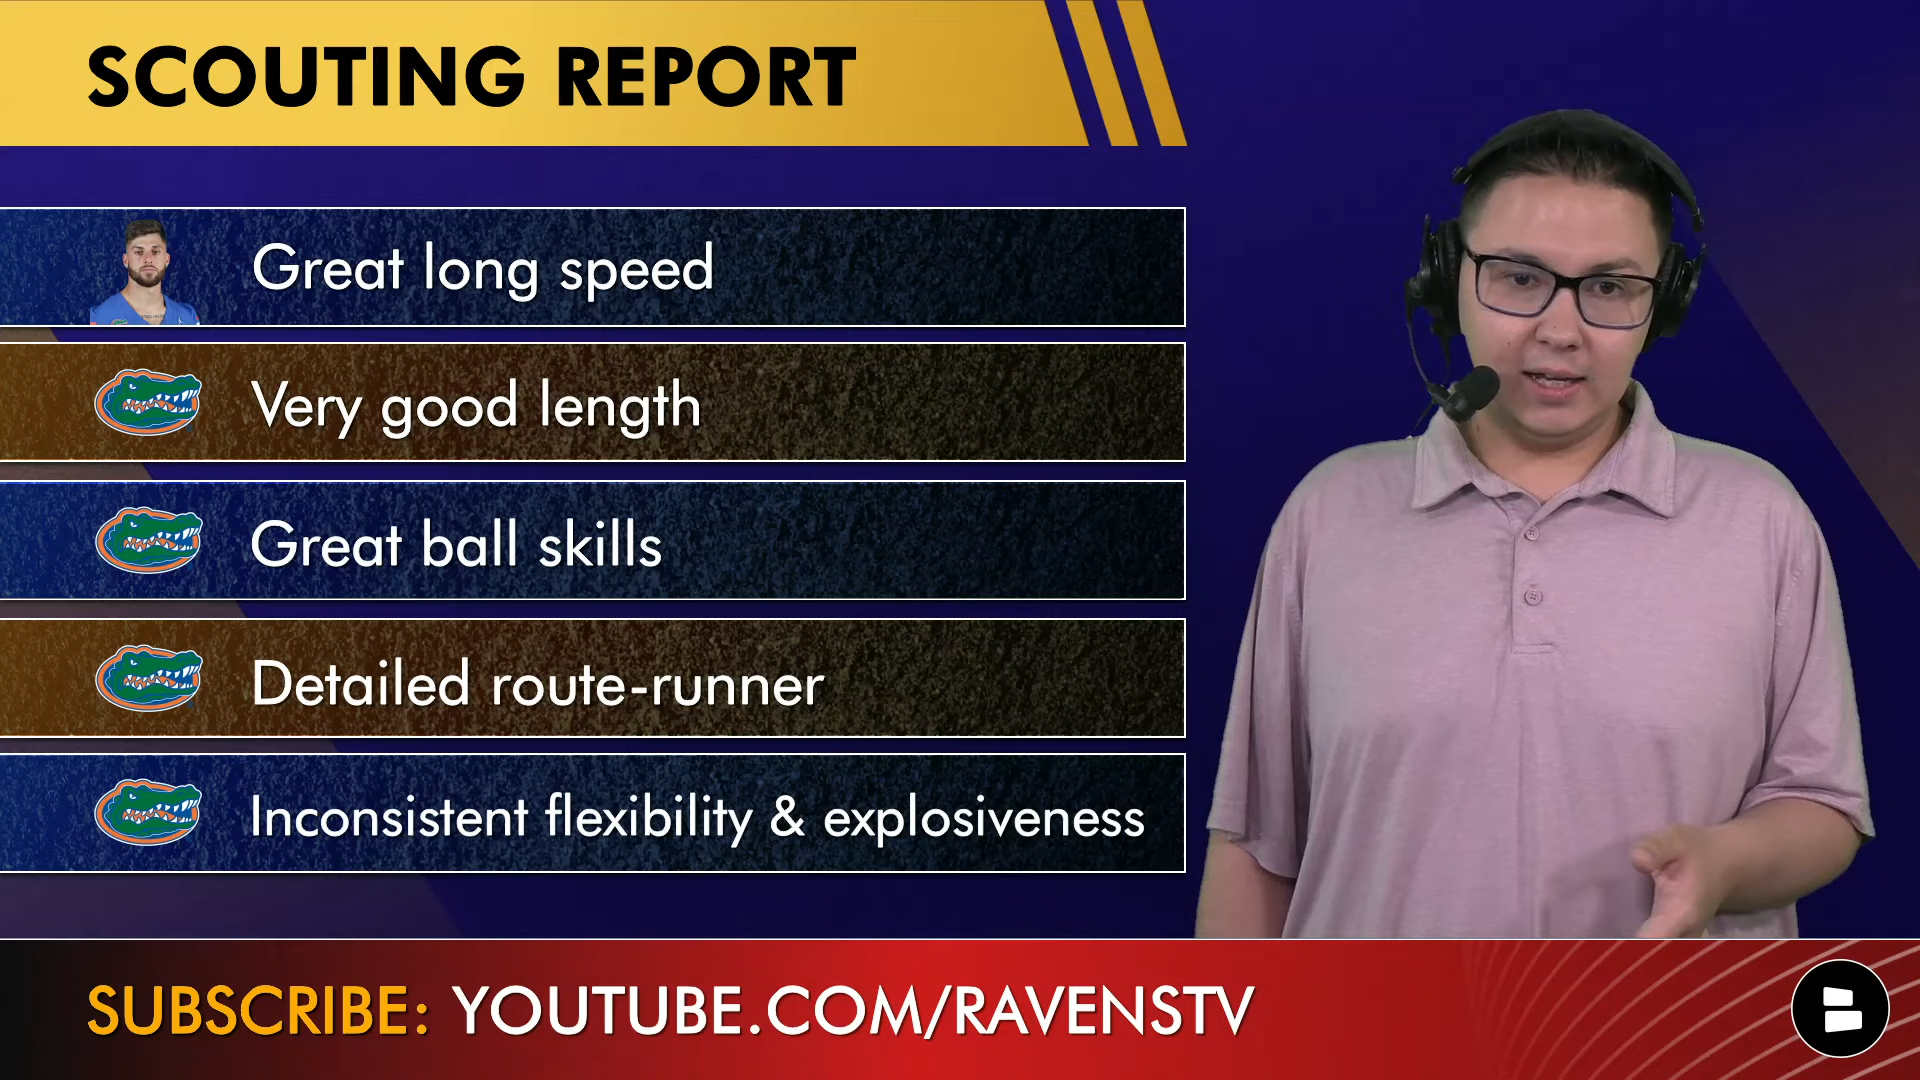 SCOUTING REPORT
Great long speed
Very good length
Great ball skills
Detailed route-runner
Inconsistent flexibility & explosiveness
SUBSCRIBE: YOUTUBE.COM/RAVENSTV